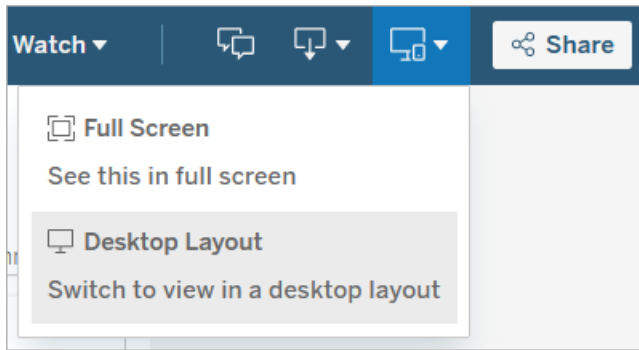 Watch
Share
Full Screen
See this in full screen
Desktop Layout
Switch to view in a desktop layout